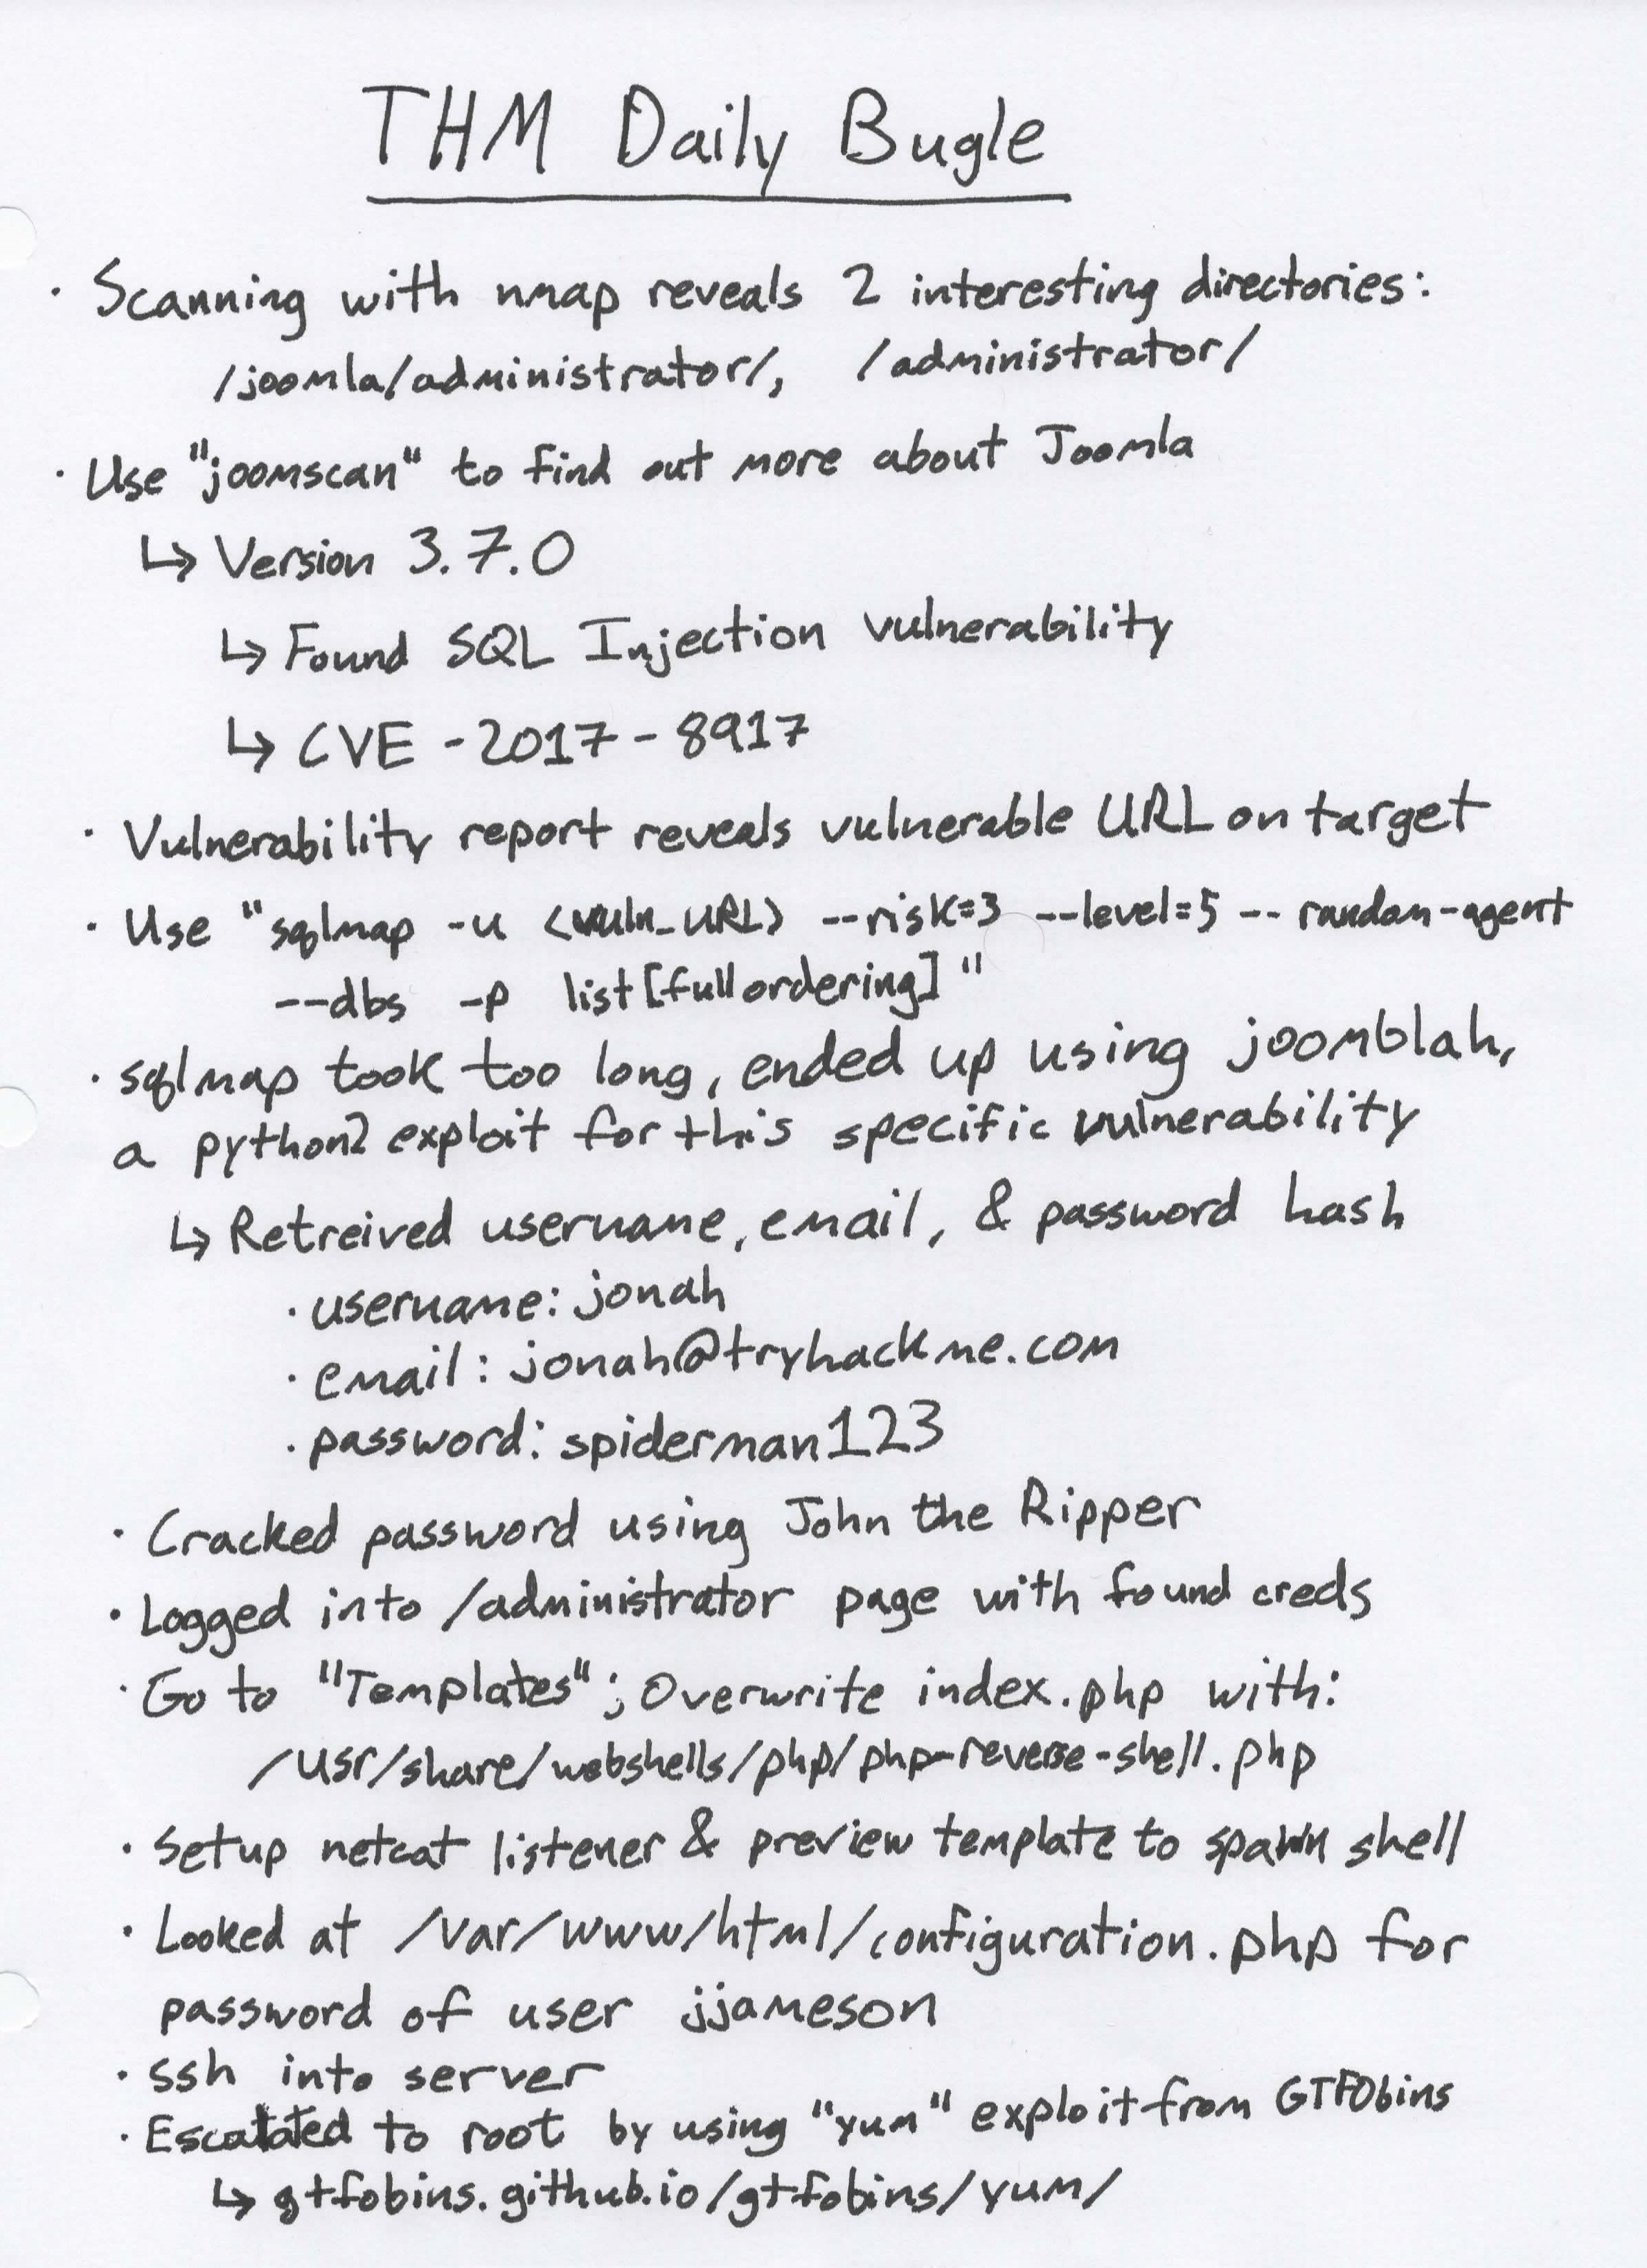 THM Daily Bugle
· Scanning with nmap reveals 2 interesting directories:
/joomla/administrator/, /administrator/
· Use "joomscan" to find out more about Joomla
↳ Version 3.7.0
↳ Found SQL Injection vulnerability
↳ CVE - 2017 - 8917
· Vulnerability report reveals vulnerable URL on target
· Use "sqlmap -u <vuln_URL> --risk=3 --level=5 -- random-agent
--dbs -p list[fullordering]"
· sqlmap took too long, ended up using joomblah,
a python2 exploit for this specific vulnerability
↳ Retreived username, email, & password hash
· username: jonah
· email: jonah@tryhackme.com
· password: spiderman123
· Cracked password using John the Ripper
· Logged into /administrator page with found creds
· Go to "Templates"; Overwrite index.php with:
/usr/share/webshells/php/php-reverse-shell.php
· Setup netcat listener & preview template to spawn shell
· Looked at /var/www/html/configuration.php for
password of user jjameson
· ssh into server
· Escalated to root by using "yum" exploit from GTFObins
↳ gtfobins.github.io/gtfobins/yum/